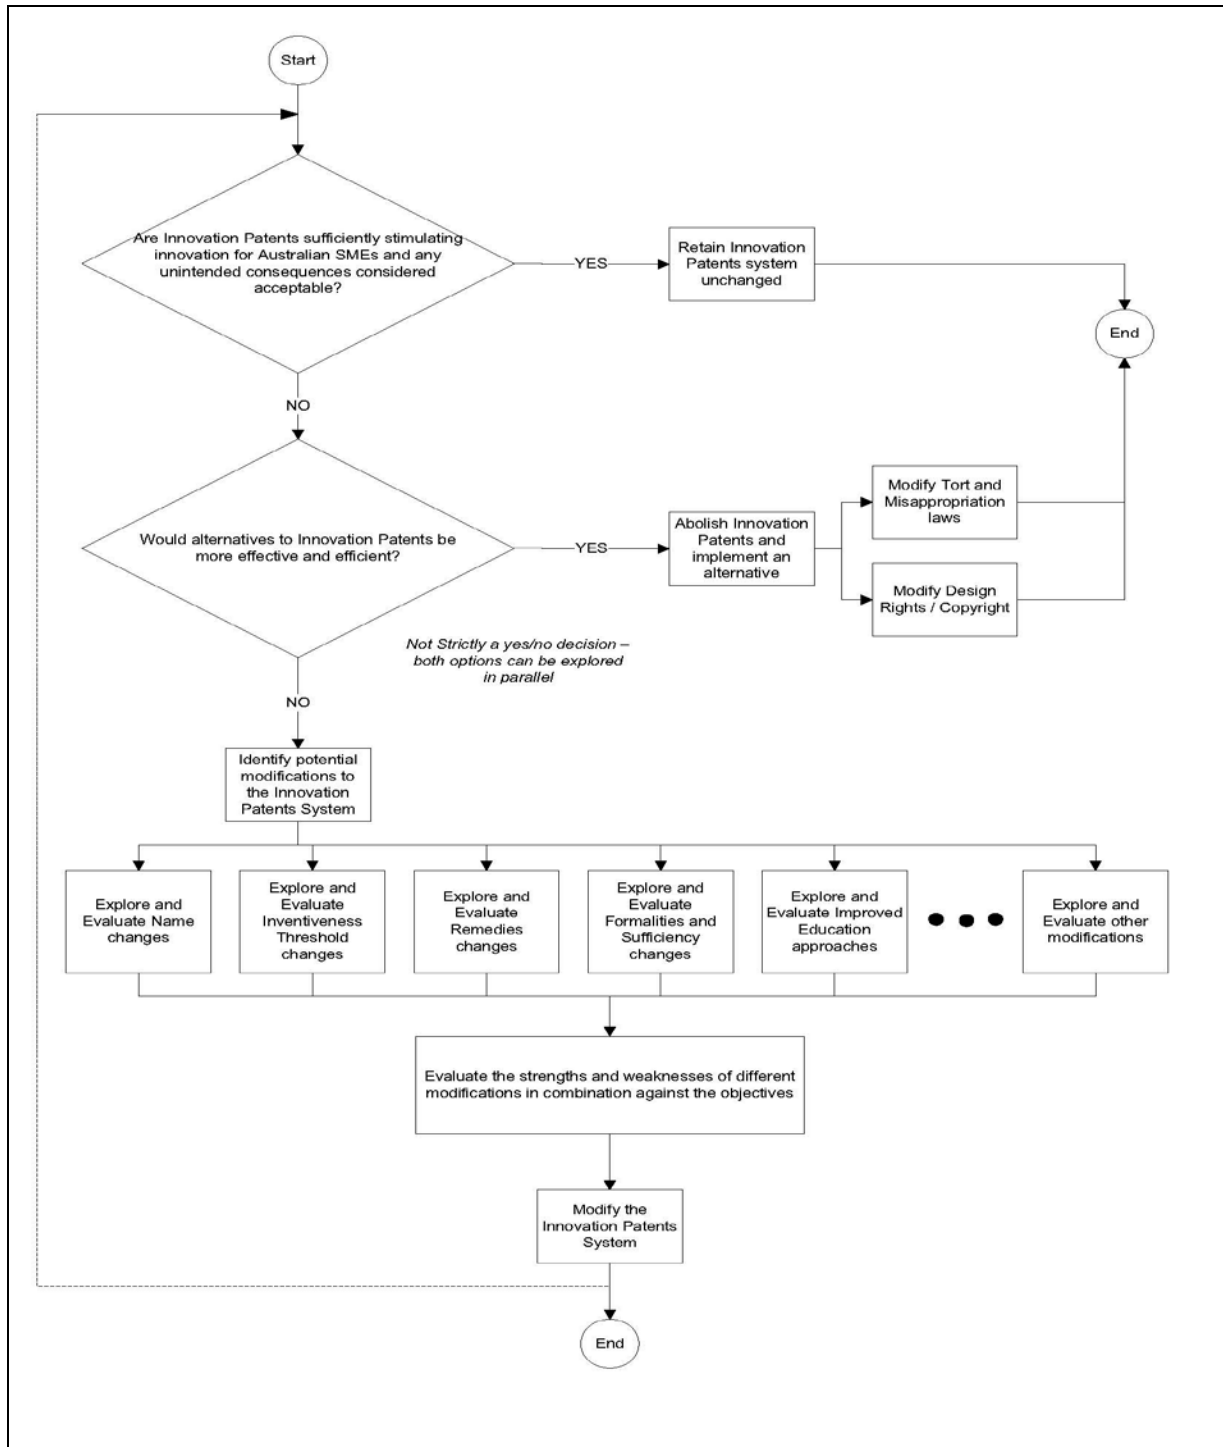 Start
Are Innovation Patents sufficiently stimulating
innovation for Australian SMEs and any
unintended consequences considered
acceptable?
YES
Retain Innovation
Patents system
unchanged
End
NO
Would alternatives to Innovation Patents be
more effective and efficient?
YES
Abolish Innovation
Patents and
implement an
alternative
Modify Tort and
Misappropriation
laws
Modify Design
Rights / Copyright
Not Strictly a yes/no decision –
both options can be explored
in parallel
NO
Identify potential
modifications to
the Innovation
Patents System
Explore and
Evaluate Name
changes
Explore and
Evaluate
Inventiveness
Threshold
changes
Explore and
Evaluate
Remedies
changes
Explore and
Evaluate
Formalities and
Sufficiency
changes
Explore and
Evaluate Improved
Education
approaches
Explore and
Evaluate other
modifications
Evaluate the strengths and weaknesses of different
modifications in combination against the objectives
Modify the
Innovation Patents
System
End